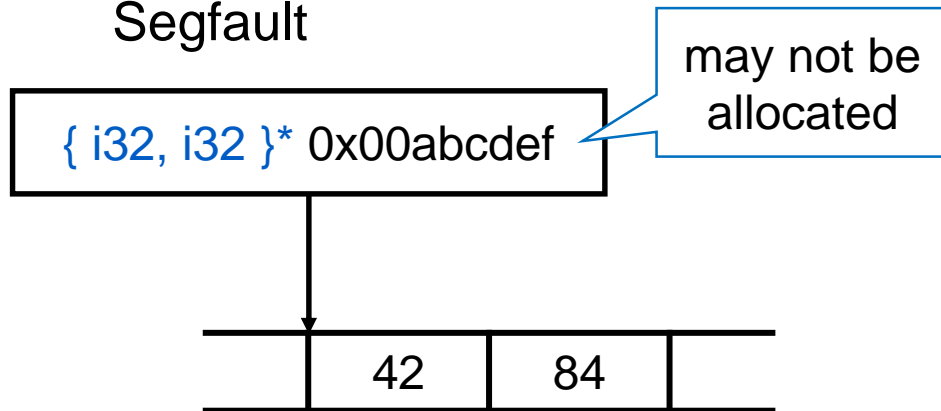 Segfault
may not be
allocated
{ i32, i32 }* 0x00abcdef
42 84